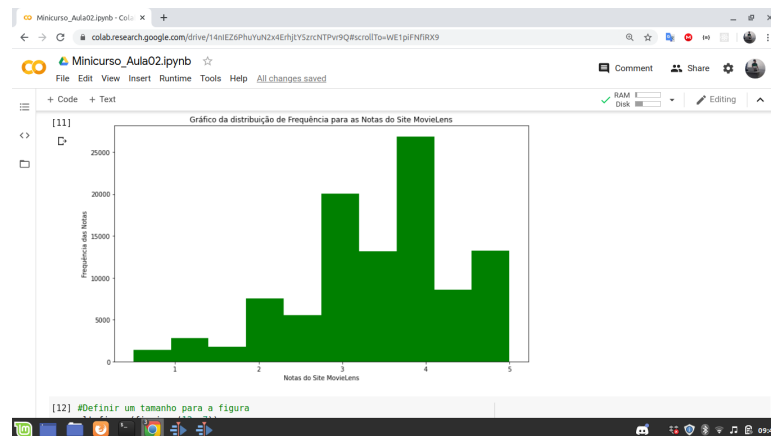 Minicurso_Aula02.ipynb - Cola
colab.research.google.com/drive/14nIEZ6PhuYuN2x4ErhjtYSzrcNTPvr9Q#scrollTo=WE1piFNfiRX9
Minicurso_Aula02.ipynb
File Edit View Insert Runtime Tools Help All changes saved
Comment Share
+ Code + Text
RAM
Disk
Editing
[11]
Gráfico da distribuição de Frequência para as Notas do Site MovieLens
Frequência das Notas
25000
20000
15000
10000
5000
0
1 2 3 4 5
Notas do Site MovieLens
[12] #Definir um tamanho para a figura